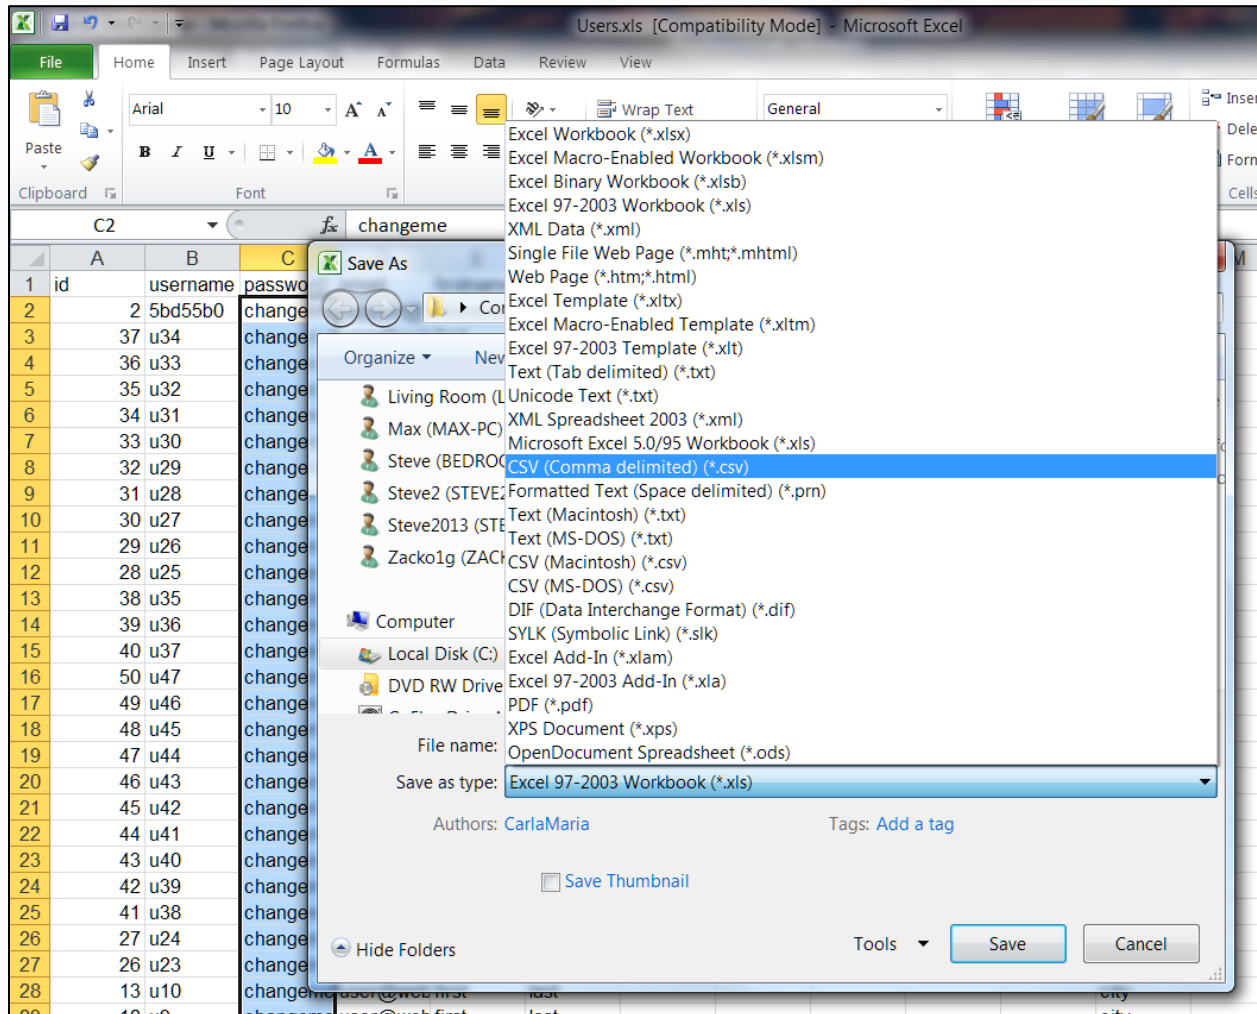 Users.xls [Compatibility Mode] - Microsoft Excel
File Home Insert Page Layout Formulas Data Review View
Arial 10 A A Wrap Text General
Paste B I U A
Clipboard Font Cells
C2 fx changeme
A B C M
1 id username passwo
2 2 5bd55b0 change
3 37 u34 change
4 36 u33 change
5 35 u32 change
6 34 u31 change
7 33 u30 change
8 32 u29 change
9 31 u28 change
10 30 u27 change
11 29 u26 change
12 28 u25 change
13 38 u35 change
14 39 u36 change
15 40 u37 change
16 50 u47 change
17 49 u46 change
18 48 u45 change
19 47 u44 change
20 46 u43 change
21 45 u42 change
22 44 u41 change
23 43 u40 change
24 42 u39 change
25 41 u38 change
26 27 u24 change
27 26 u23 change
28 13 u10 changeme user@web first last city
Save As
Organize New
Living Room (L
Max (MAX-PC)
Steve (BEDROO
Steve2 (STEVE2
Steve2013 (STE
Zacko1g (ZACK
Computer
Local Disk (C:)
DVD RW Drive
Excel Workbook (*.xlsx)
Excel Macro-Enabled Workbook (*.xlsm)
Excel Binary Workbook (*.xlsb)
Excel 97-2003 Workbook (*.xls)
XML Data (*.xml)
Single File Web Page (*.mht;*.mhtml)
Web Page (*.htm;*.html)
Excel Template (*.xltx)
Excel Macro-Enabled Template (*.xltm)
Excel 97-2003 Template (*.xlt)
Text (Tab delimited) (*.txt)
Unicode Text (*.txt)
XML Spreadsheet 2003 (*.xml)
Microsoft Excel 5.0/95 Workbook (*.xls)
CSV (Comma delimited) (*.csv)
Formatted Text (Space delimited) (*.prn)
Text (Macintosh) (*.txt)
Text (MS-DOS) (*.txt)
CSV (Macintosh) (*.csv)
CSV (MS-DOS) (*.csv)
DIF (Data Interchange Format) (*.dif)
SYLK (Symbolic Link) (*.slk)
Excel Add-In (*.xlam)
Excel 97-2003 Add-In (*.xla)
PDF (*.pdf)
XPS Document (*.xps)
OpenDocument Spreadsheet (*.ods)
File name:
Save as type: Excel 97-2003 Workbook (*.xls)
Authors: CarlaMaria Tags: Add a tag
Save Thumbnail
Hide Folders Tools Save Cancel